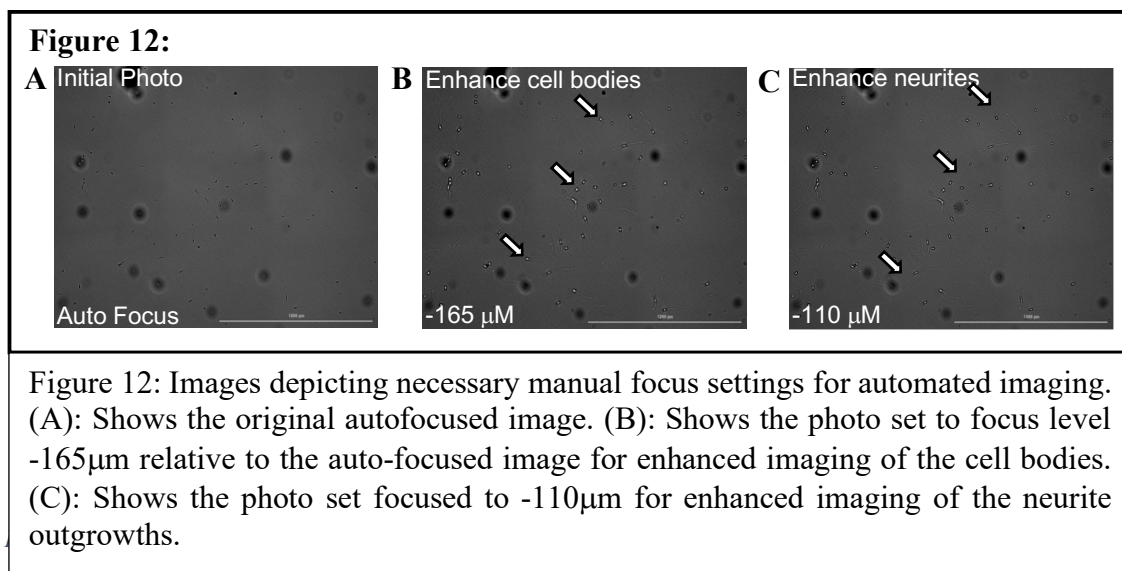 Figure 12:
A Initial Photo
Auto Focus
B Enhance cell bodies
-165 μM
C Enhance neurites
-110 μM
Figure 12: Images depicting necessary manual focus settings for automated imaging.
(A): Shows the original autofocused image. (B): Shows the photo set to focus level
-165μm relative to the auto-focused image for enhanced imaging of the cell bodies.
(C): Shows the photo set focused to -110μm for enhanced imaging of the neurite
outgrowths.